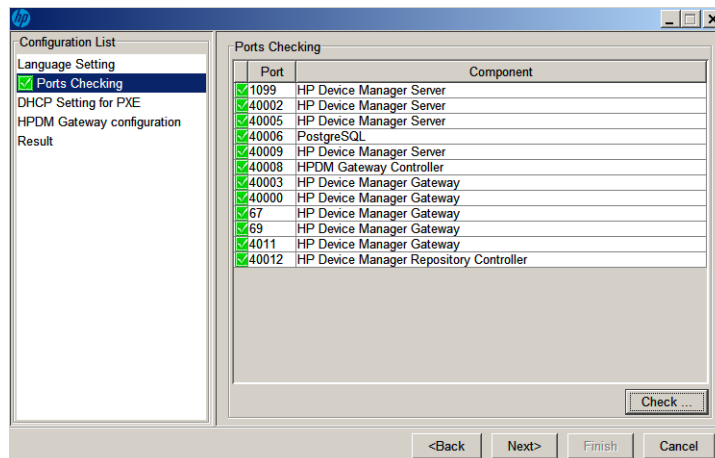 hp
Configuration List
Language Setting
Ports Checking
DHCP Setting for PXE
HPDM Gateway configuration
Result
Ports Checking
Port Component
1099 HP Device Manager Server
40002 HP Device Manager Server
40005 HP Device Manager Server
40006 PostgreSQL
40009 HP Device Manager Server
40008 HPDM Gateway Controller
40003 HP Device Manager Gateway
40000 HP Device Manager Gateway
67 HP Device Manager Gateway
69 HP Device Manager Gateway
4011 HP Device Manager Gateway
40012 HP Device Manager Repository Controller
Check ...
<Back Next> Finish Cancel